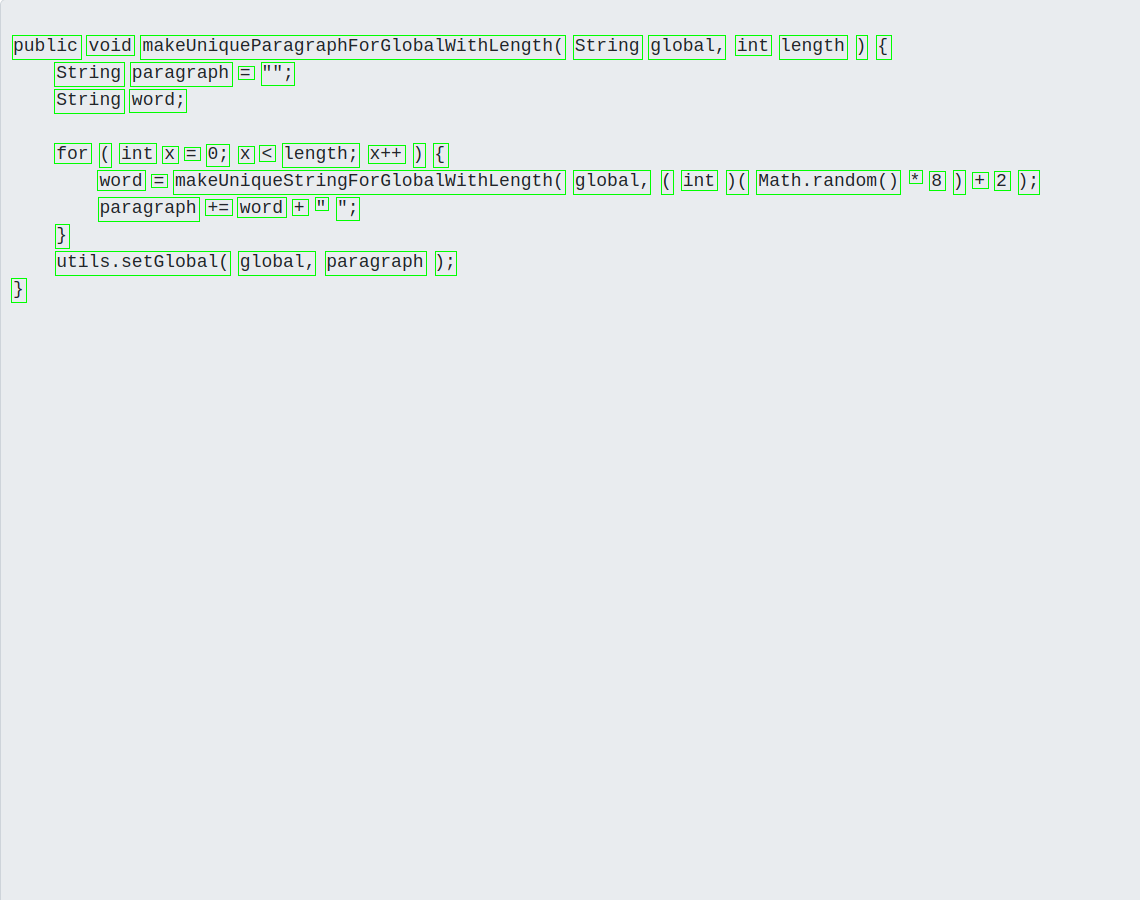 public void makeUniqueParagraphForGlobalWithLength( String global, int length ) {
    String paragraph = "";
    String word;

    for ( int x = 0; x < length; x++ ) {
        word = makeUniqueStringForGlobalWithLength( global, ( int )( Math.random() * 8 ) + 2 );
        paragraph += word + " ";
    }
    utils.setGlobal( global, paragraph );
}